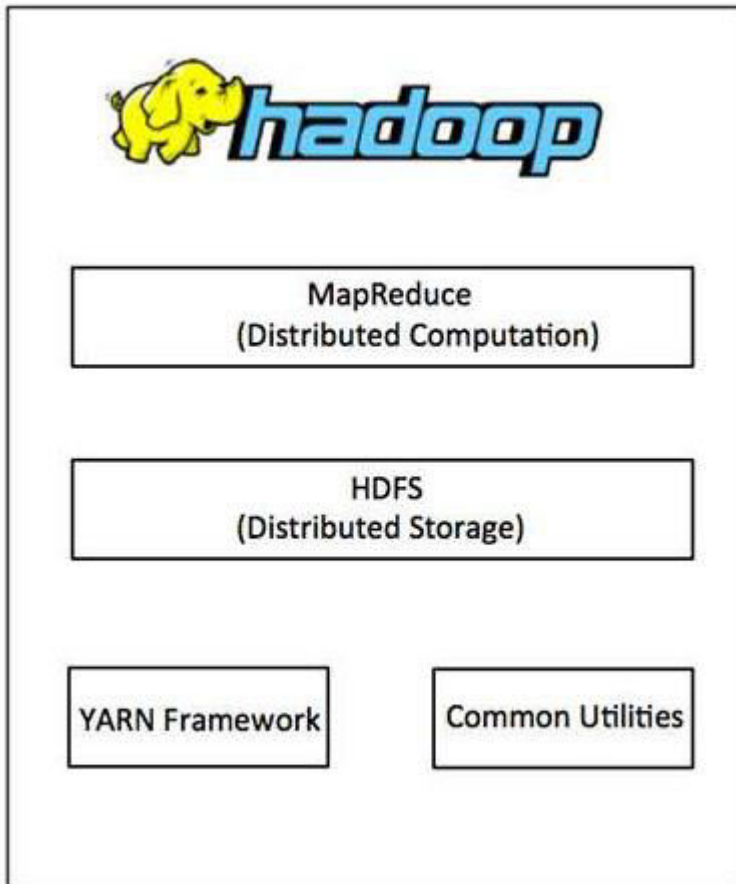 hadoop
MapReduce
(Distributed Computation)
HDFS
(Distributed Storage)
YARN Framework
Common Utilities